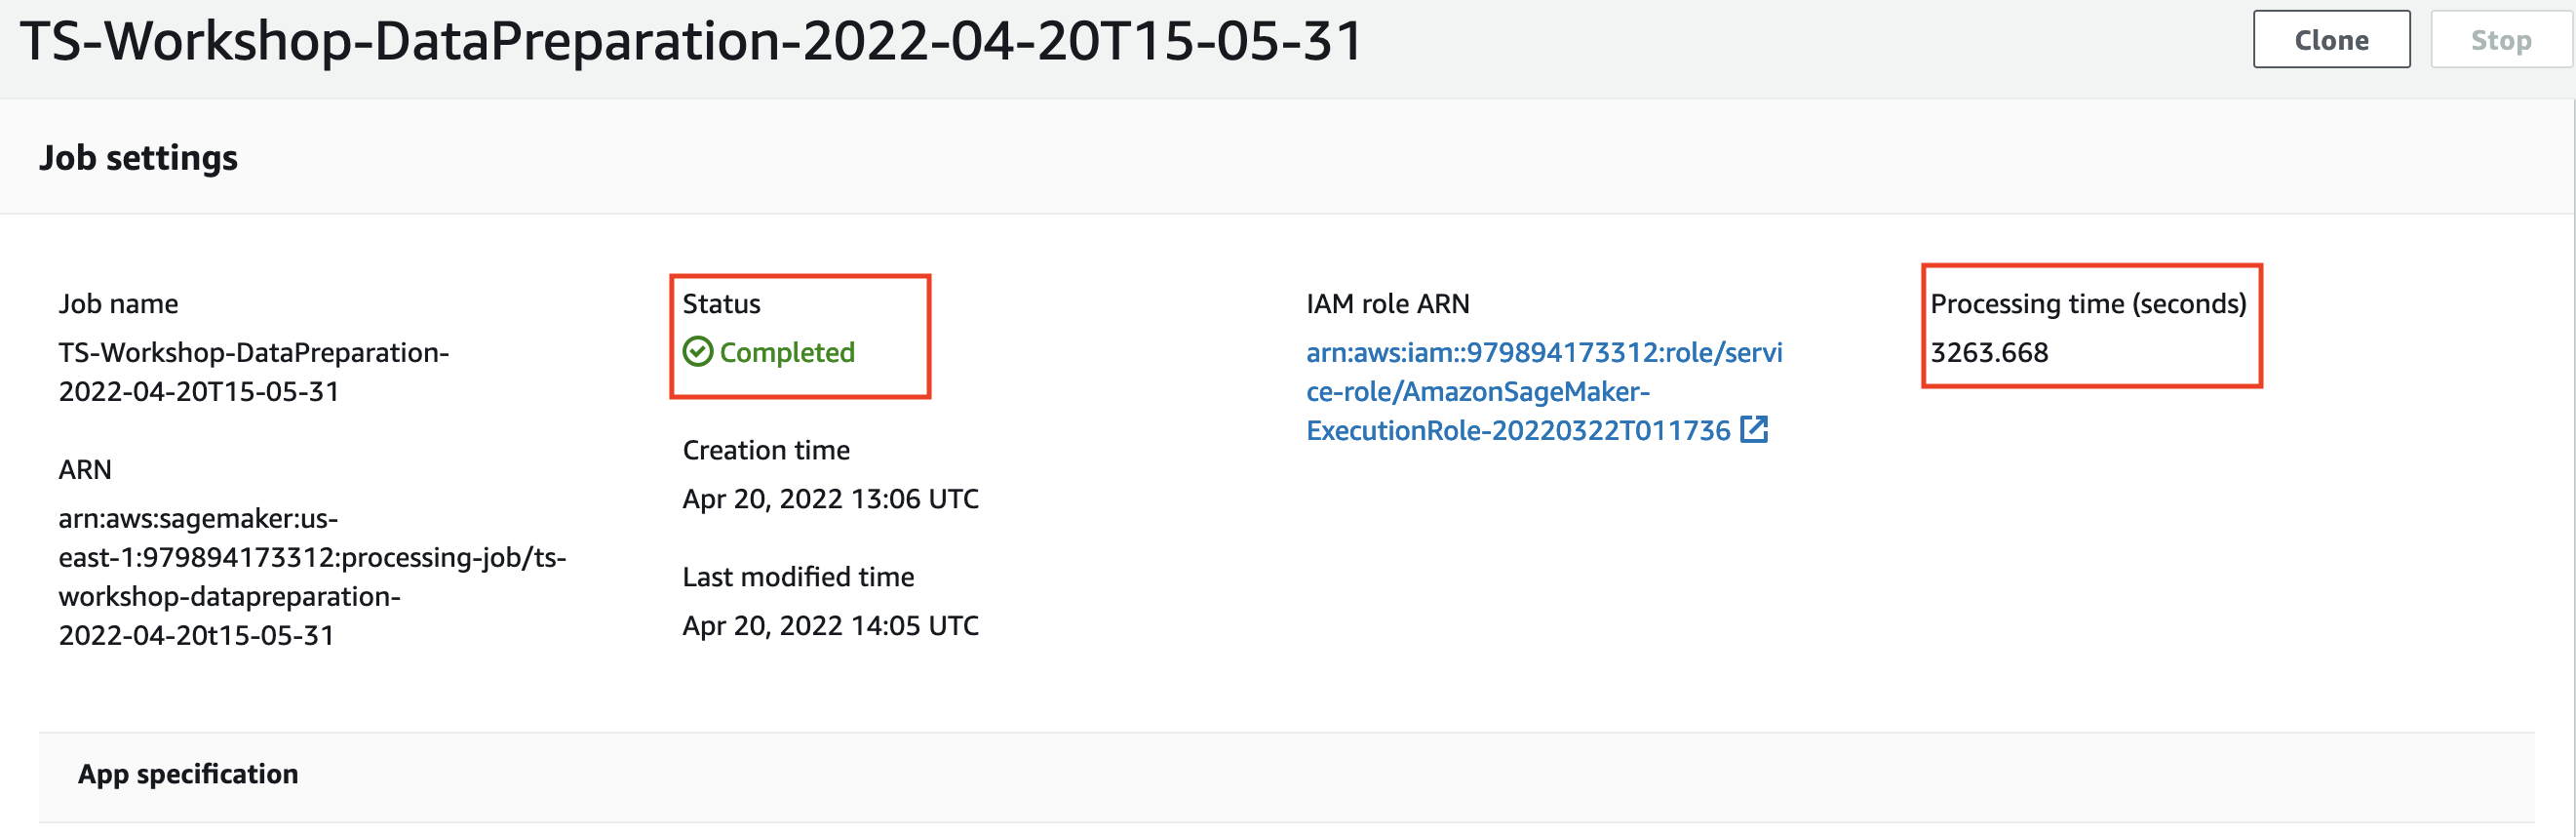 TS-Workshop-DataPreparation-2022-04-20T15-05-31
Clone
Stop
Job settings
Job name
TS-Workshop-DataPreparation-
2022-04-20T15-05-31
ARN
arn:aws:sagemaker:us-
east-1:979894173312:processing-job/ts-
workshop-datapreparation-
2022-04-20t15-05-31
Status
Completed
Creation time
Apr 20, 2022 13:06 UTC
Last modified time
Apr 20, 2022 14:05 UTC
IAM role ARN
arn:aws:iam::979894173312:role/servi
ce-role/AmazonSageMaker-
ExecutionRole-20220322T011736
Processing time (seconds)
3263.668
App specification